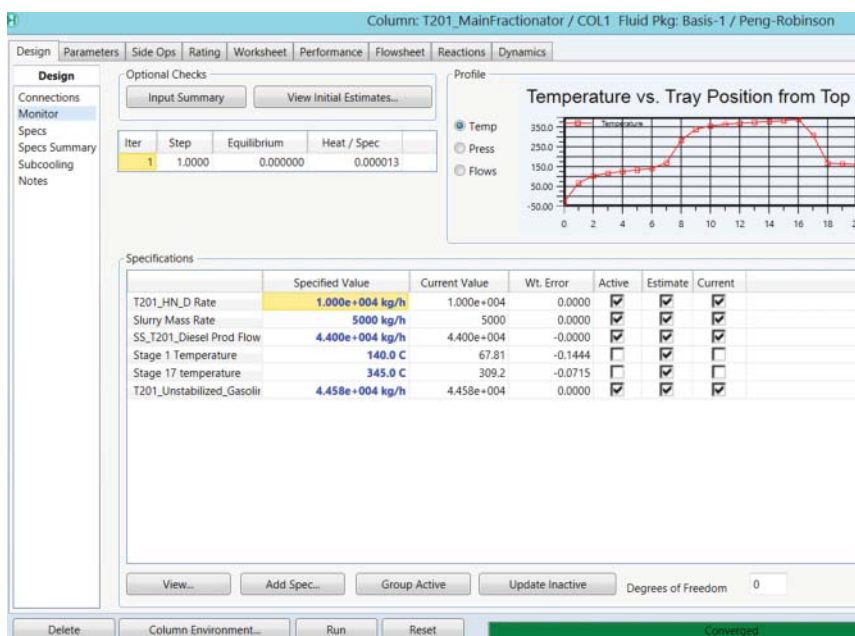 Column: T201_MainFractionator / COL1 Fluid Pkg: Basis-1 / Peng-Robinson
Design Parameters Side Ops Rating Worksheet Performance Flowsheet Reactions Dynamics
Design
Connections
Monitor
Specs
Specs Summary
Subcooling
Notes
Optional Checks
Input Summary View Initial Estimates...
Iter Step Equilibrium Heat / Spec
1 1.0000 0.000000 0.000013
Profile
Temp
Press
Flows
Temperature vs. Tray Position from Top
Temperature
350.0
250.0
150.0
50.00
-50.00
0 2 4 6 8 10 12 14 16 18
Specifications
Specified Value Current Value Wt. Error Active Estimate Current
T201_HN_D Rate 1.000e+004 kg/h 1.000e+004 0.0000
Slurry Mass Rate 5000 kg/h 5000 0.0000
SS_T201_Diesel Prod Flow 4.400e+004 kg/h 4.400e+004 -0.0000
Stage 1 Temperature 140.0 C 67.81 -0.1444
Stage 17 temperature 345.0 C 309.2 -0.0715
T201_Unstabilized_Gasolir 4.458e+004 kg/h 4.458e+004 0.0000
View... Add Spec... Group Active Update Inactive Degrees of Freedom 0
Delete Column Environment... Run Reset Converged